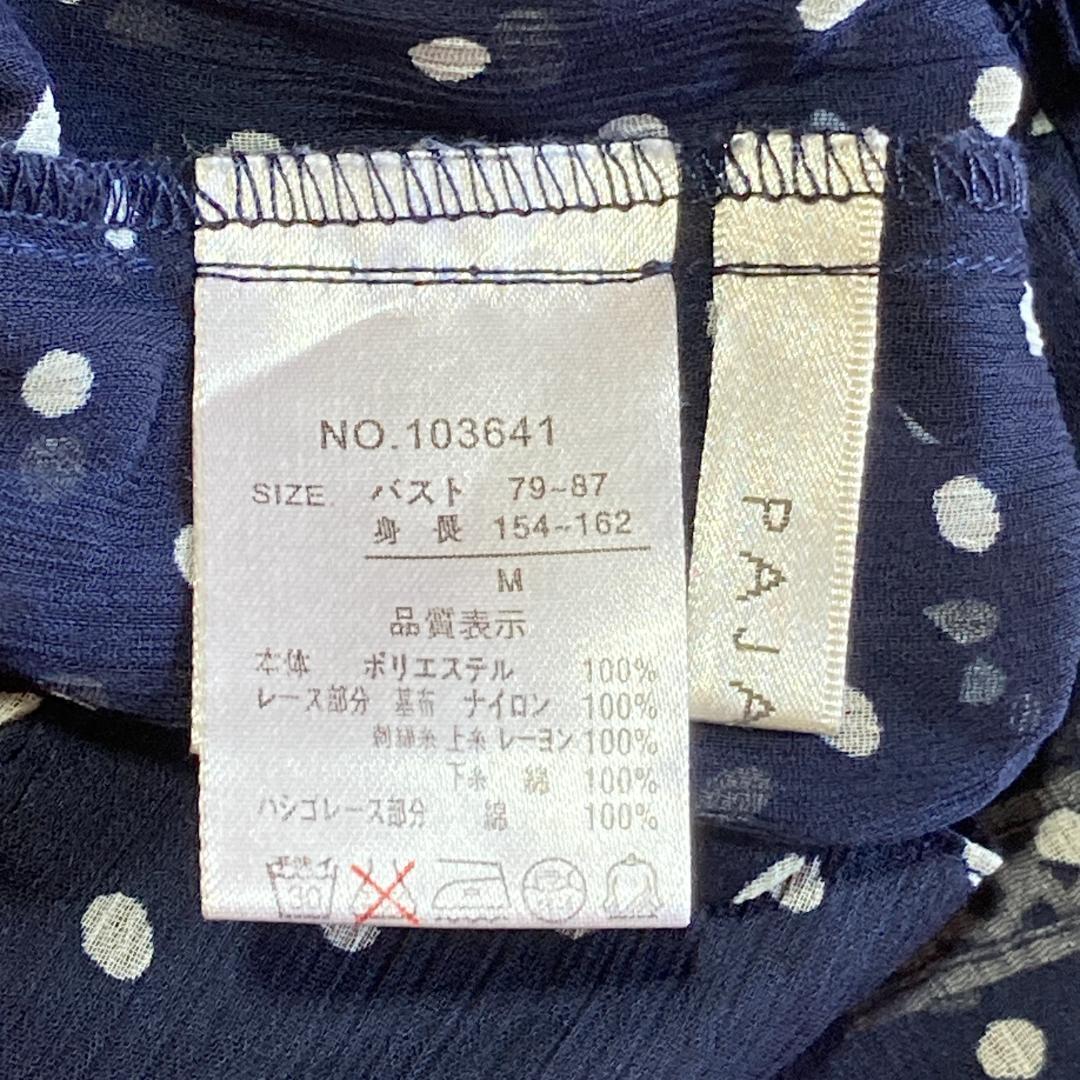 NO.103641
SIZE バスト 79~87
身 長 154~162
M
品質表示
本体 ポリエステル 100%
レース部分 基布 ナイロン 100%
刺繍糸 上糸 レーヨン 100%
下糸 綿 100%
ハシゴレース部分 綿 100%
30
PAJA